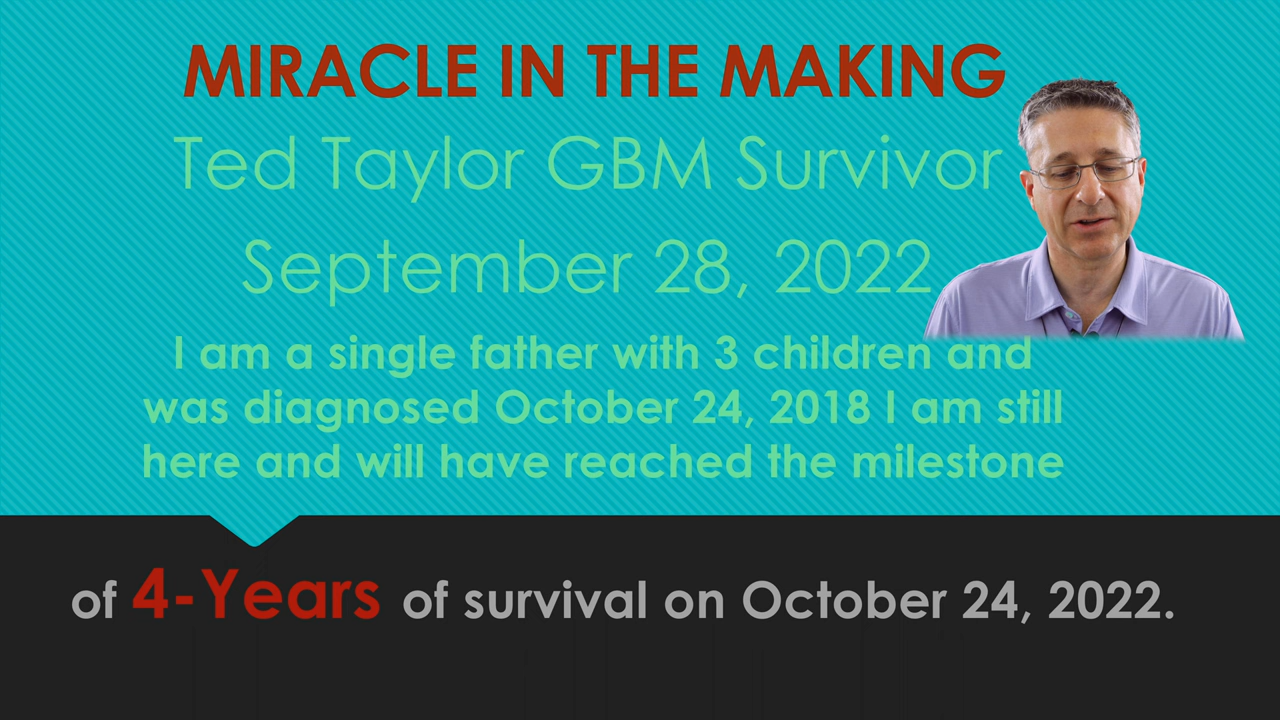 MIRACLE IN THE MAKING
Ted Taylor GBM Survivor
September 28, 2022
I am a single father with 3 children and
was diagnosed October 24, 2018 I am still
here and will have reached the milestone
of 4-Years of survival on October 24, 2022.